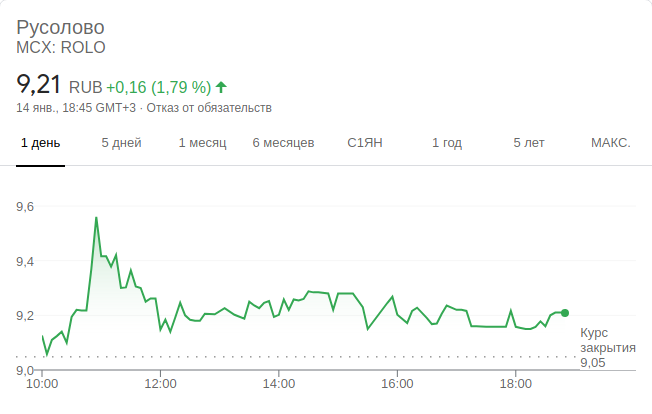 Русолово
MCX: ROLO
9,21 RUB +0,16 (1,79 %)
14 янв., 18:45 GMT+3 · Отказ от обязательств
1 день 5 дней 1 месяц 6 месяцев С1ЯН 1 год 5 лет МАКС.
9,6
9,4
9,2
9,0
Курс
закрытия
9,05
10:00 12:00 14:00 16:00 18:00